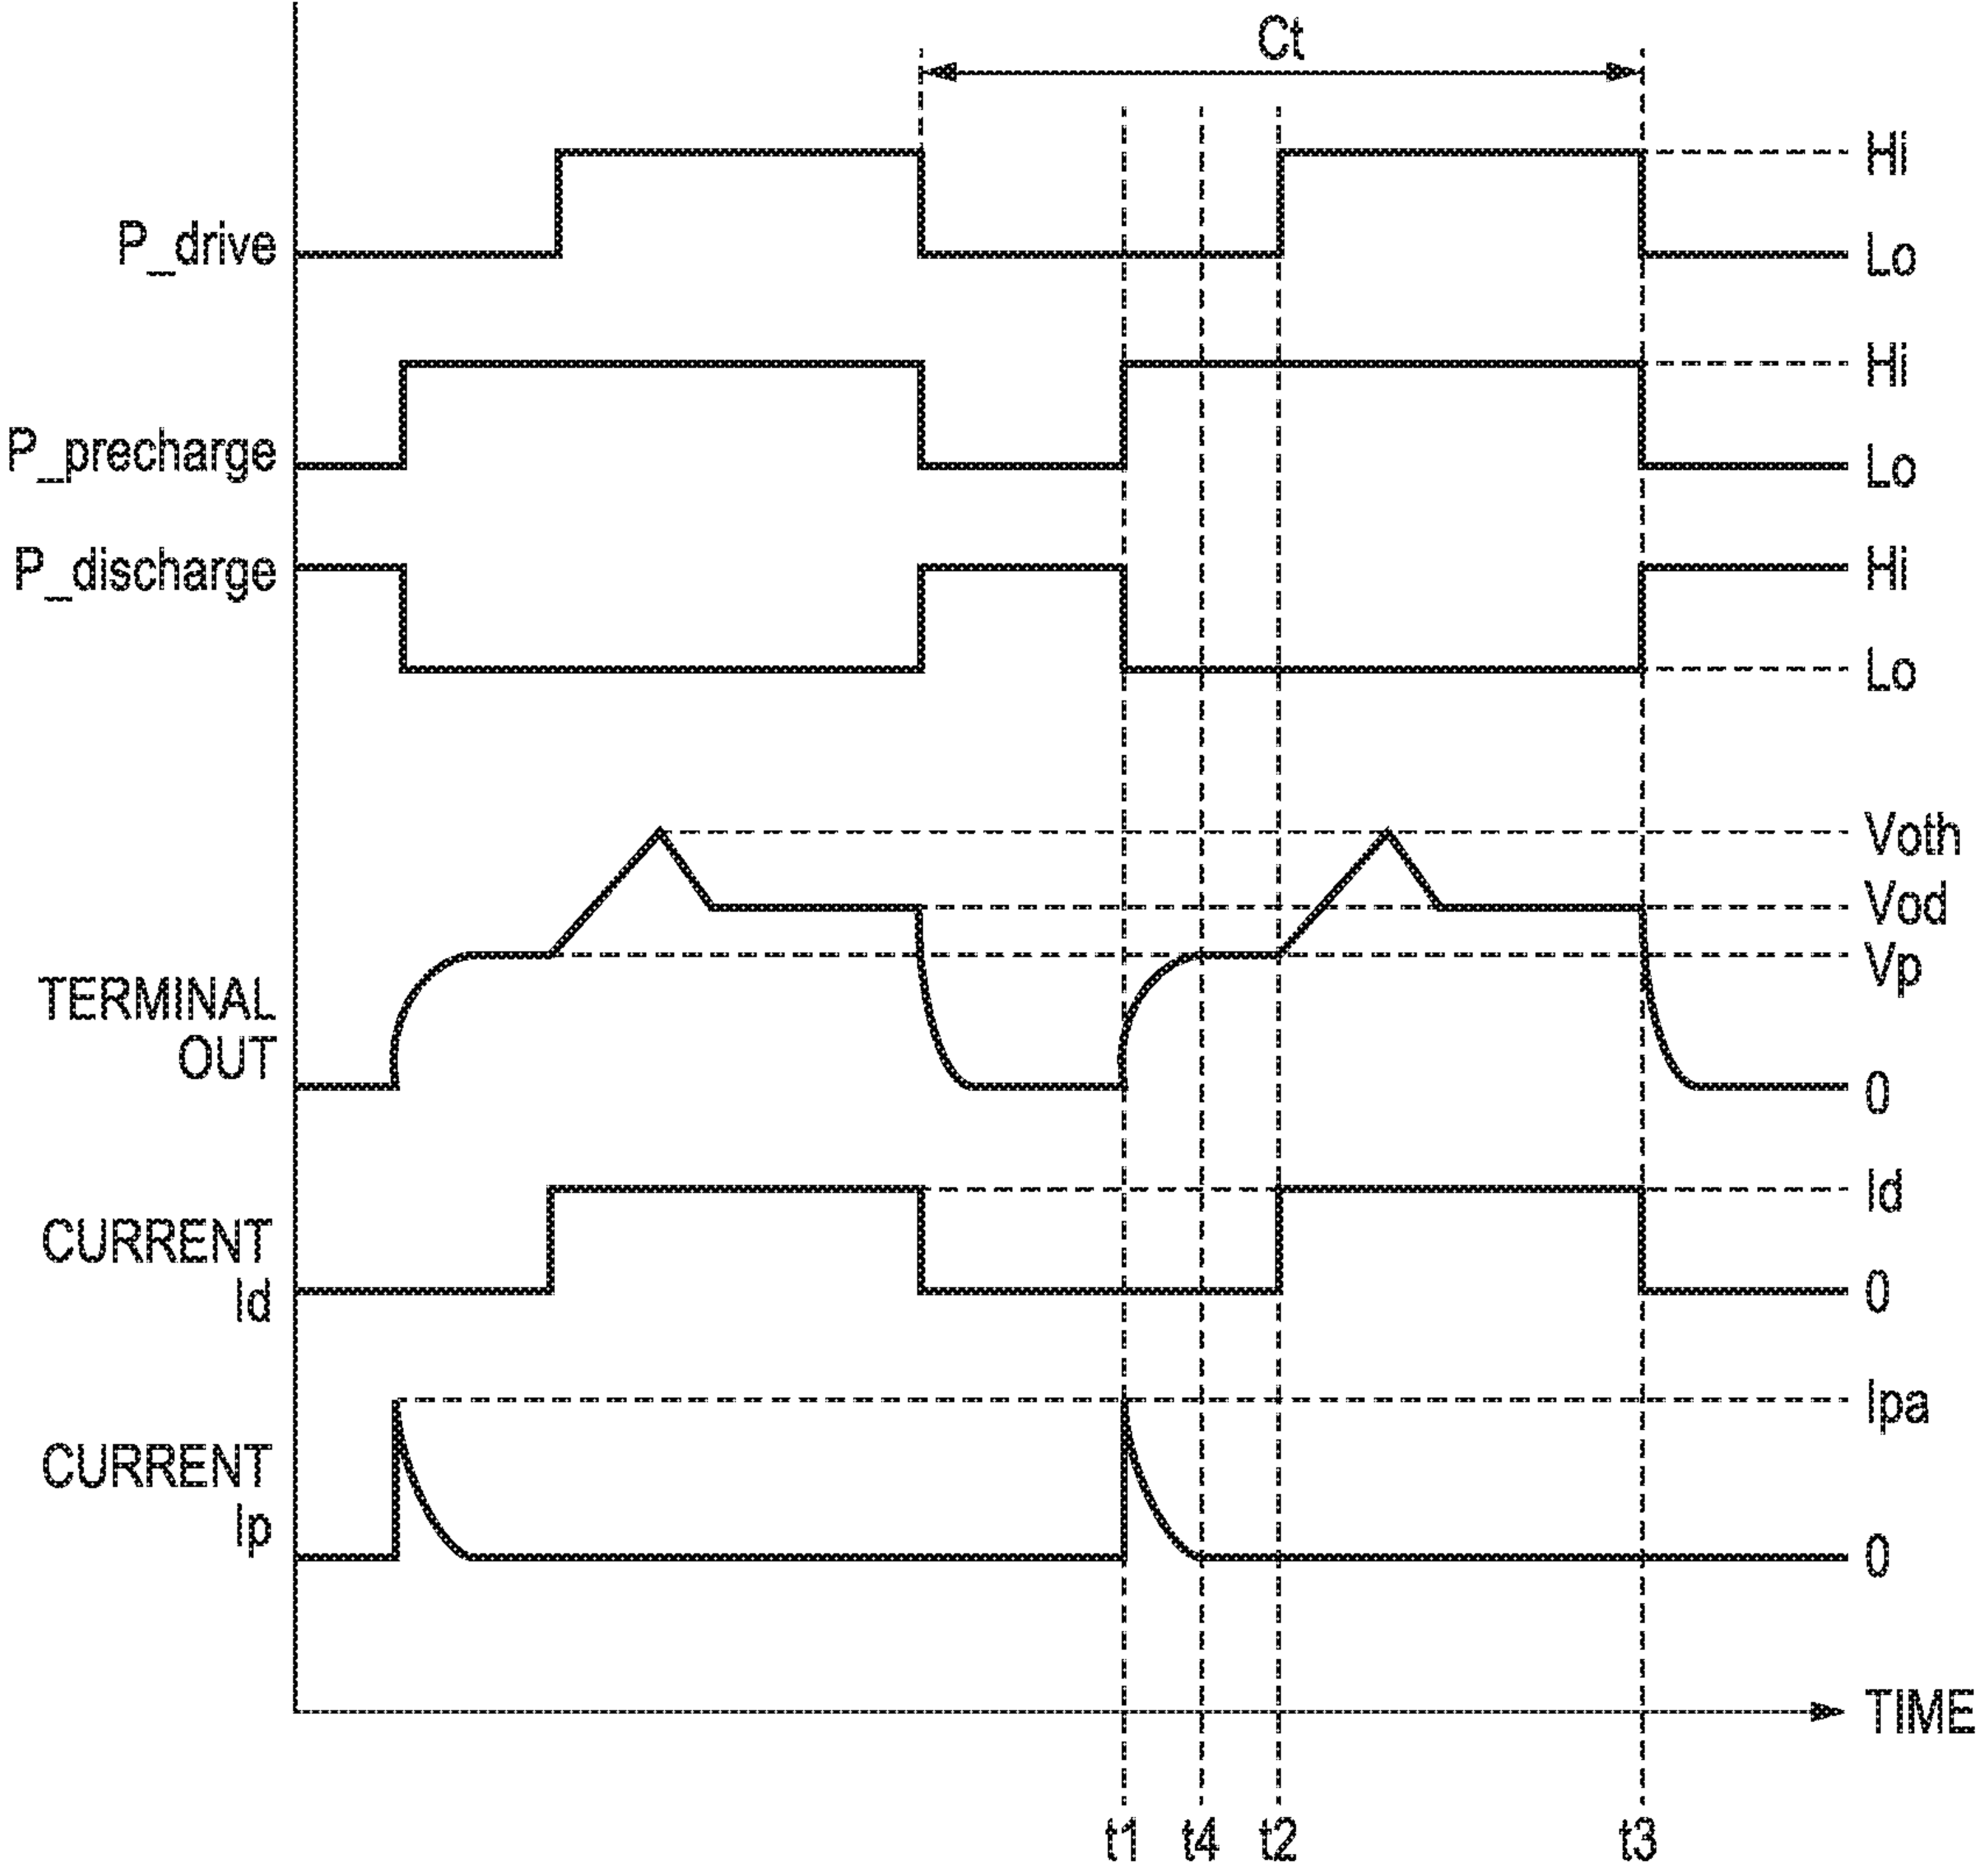 Ct
P_drive
Hi
Lo
P_precharge
Hi
Lo
P_discharge
Hi
Lo
TERMINAL
OUT
Voth
Vod
Vp
0
CURRENT
Id
Id
0
CURRENT
Ip
Ipa
0
TIME
t1 t4 t2 t3